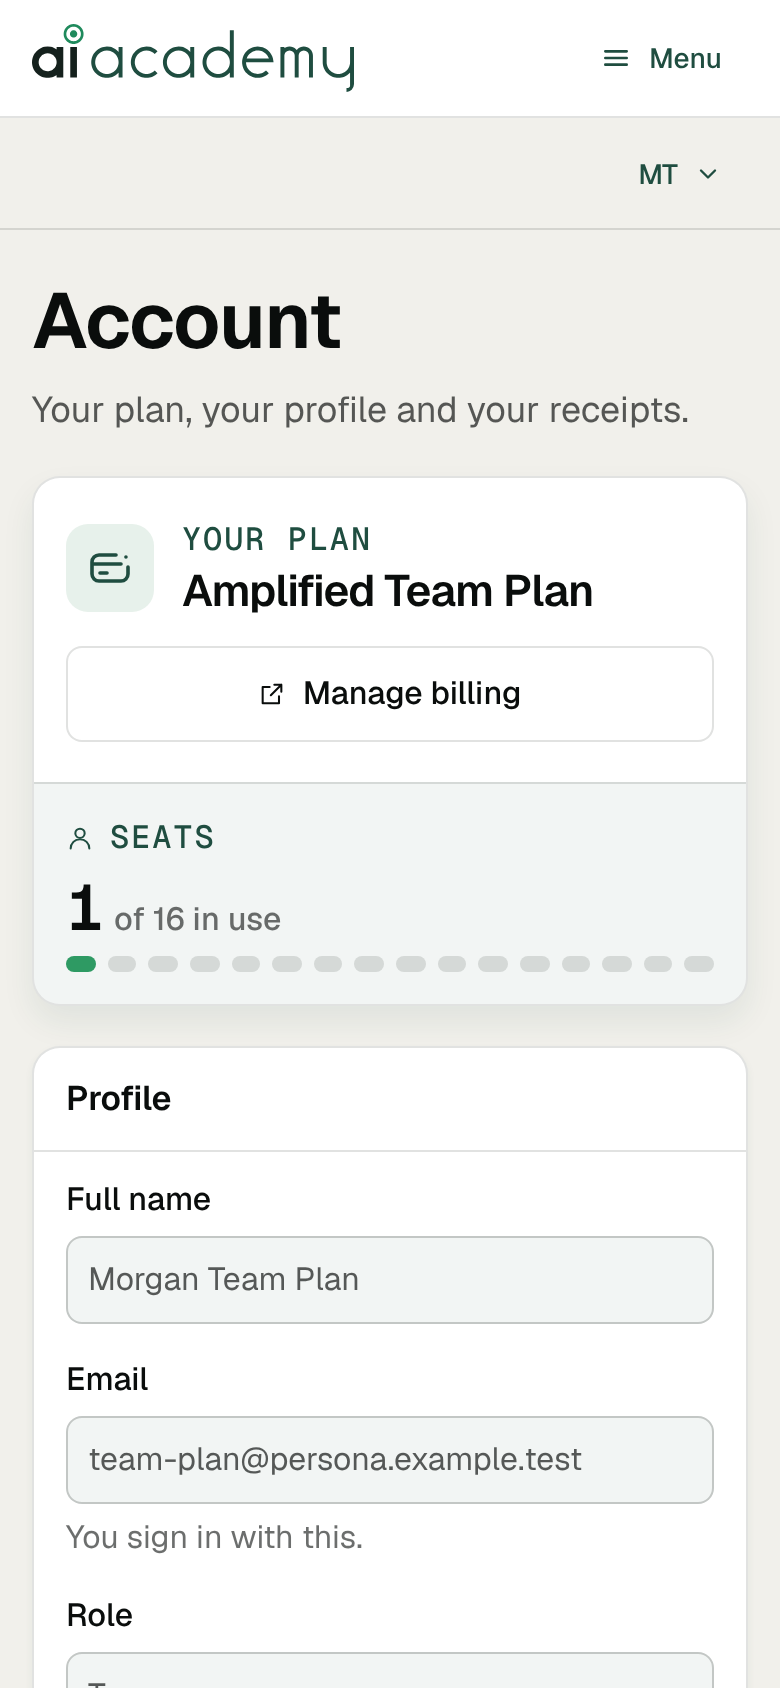 ai academy
Menu
MT
Account
Your plan, your profile and your receipts.
YOUR PLAN
Amplified Team Plan
Manage billing
SEATS
1 of 16 in use
Profile
Full name
Morgan Team Plan
Email
team-plan@persona.example.test
You sign in with this.
Role